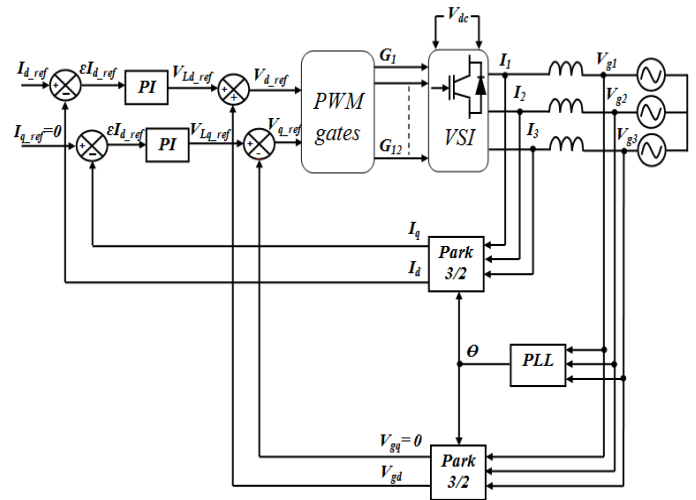 V_dc
I_d_ref
εI_d_ref
V_Ld_ref
V_d_ref
G_1
I_1
V_g1
PI
I_2
V_g2
PWM
gates
VSI
I_q_ref=0
εI_d_ref
V_Lq_ref
V_q_ref
I_3
V_g3
PI
G_12
I_q
I_d
Park
3/2
Θ
PLL
V_gq=0
V_gd
Park
3/2